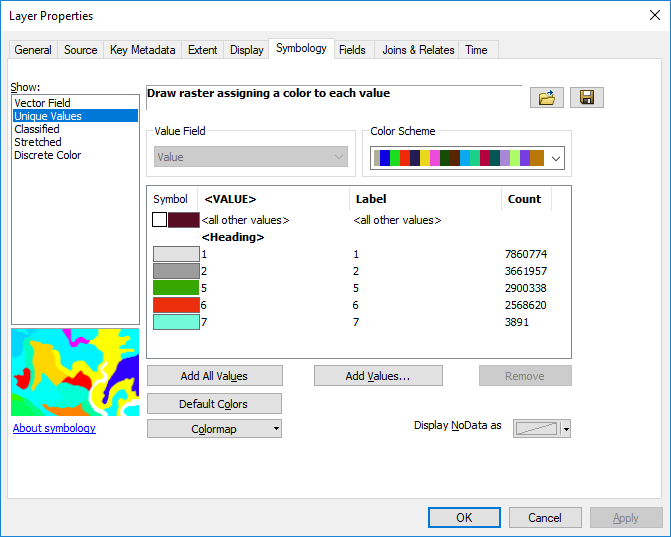 Layer Properties
General Source Key Metadata Extent Display Symbology Fields Joins & Relates Time
Show:
Vector Field
Unique Values
Classified
Stretched
Discrete Color
Draw raster assigning a color to each value
Value Field
Value
Color Scheme
Symbol <VALUE> Label Count
<all other values> <all other values>
<Heading>
1 1 7860774
2 2 3661957
5 5 2900338
6 6 2568620
7 7 3891
About symbology
Add All Values Add Values... Remove
Default Colors
Colormap
Display NoData as
OK Cancel Apply